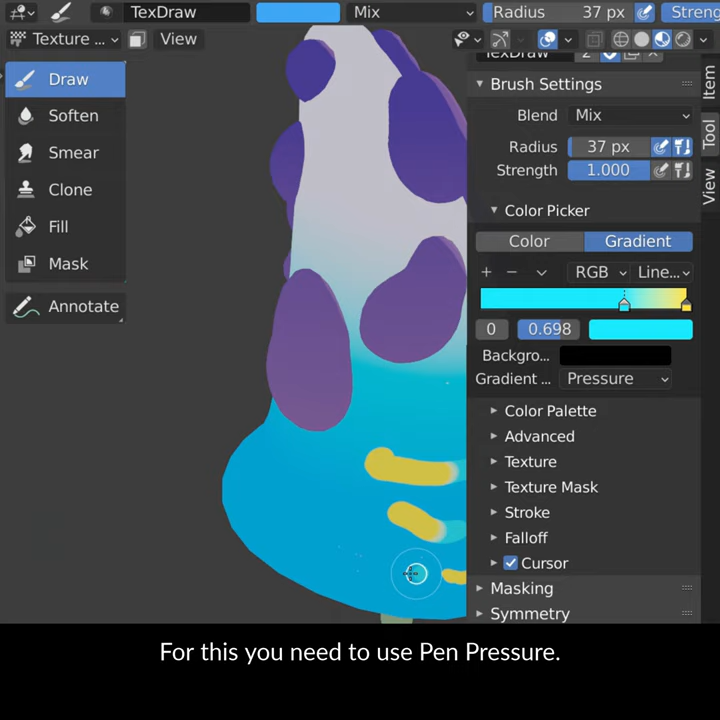 TexDraw
Mix
Radius 37 px
Streng
Texture ...
View
TexDraw 2
Draw
Soften
Smear
Clone
Fill
Mask
Annotate
Brush Settings
Blend Mix
Radius 37 px
Strength 1.000
Color Picker
Color Gradient
+ − RGB Line...
0 0.698
Backgro...
Gradient ... Pressure
Color Palette
Advanced
Texture
Texture Mask
Stroke
Falloff
Cursor
Masking
Symmetry
Item
Tool
View
For this you need to use Pen Pressure.